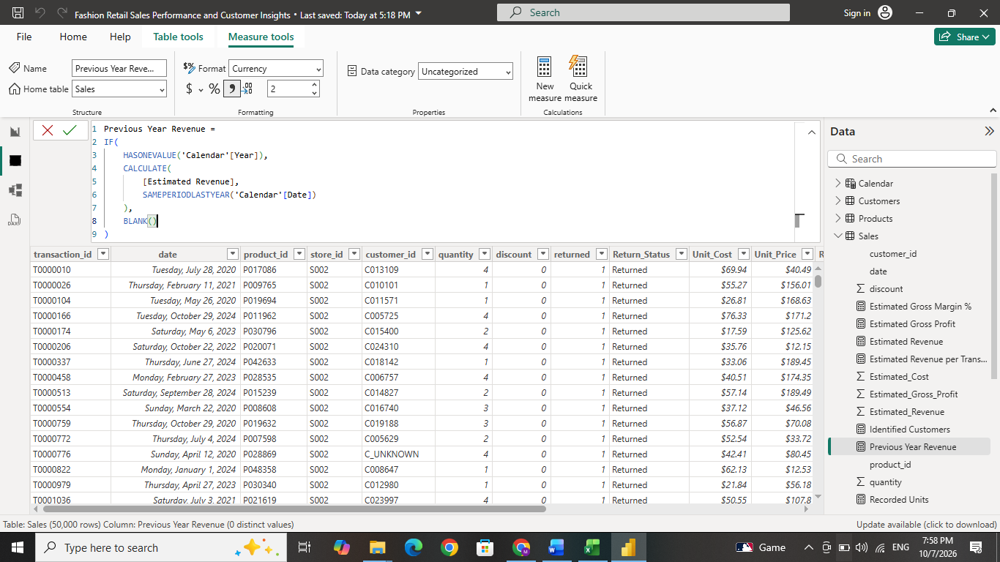 Fashion Retail Sales Performance and Customer Insights • Last saved: Today at 5:18 PM
Search
Sign in
File Home Help Table tools Measure tools
Share
Name Previous Year Reve...
Home table Sales
Structure
Format Currency
$ % 9 2
Formatting
Data category Uncategorized
Properties
New measure
Quick measure
Calculations
1 Previous Year Revenue =
2 IF(
3 HASONEVALUE('Calendar'[Year]),
4 CALCULATE(
5 [Estimated Revenue],
6 SAMEPERIODLASTYEAR('Calendar'[Date])
7 ),
8 BLANK()
9 )
transaction_id date product_id store_id customer_id quantity discount returned Return_Status Unit_Cost Unit_Price R
T0000010 Tuesday, July 28, 2020 P017086 S002 C013109 4 0 1 Returned $69.94 $40.49
T0000026 Thursday, February 11, 2021 P009765 S002 C010101 1 0 1 Returned $55.27 $156.01
T0000104 Tuesday, May 26, 2020 P019694 S002 C011571 1 0 1 Returned $26.81 $168.63
T0000166 Tuesday, October 29, 2024 P011962 S002 C005725 4 0 1 Returned $76.33 $171.2
T0000174 Saturday, May 6, 2023 P030796 S002 C015400 2 0 1 Returned $17.59 $125.62
T0000206 Saturday, October 22, 2022 P020071 S002 C024310 4 0 1 Returned $35.76 $12.15
T0000337 Thursday, June 27, 2024 P042633 S002 C018142 1 0 1 Returned $33.06 $189.45
T0000458 Monday, February 27, 2023 P028535 S002 C006757 4 0 1 Returned $40.51 $174.35
T0000513 Saturday, September 28, 2024 P015239 S002 C014827 2 0 1 Returned $57.14 $189.49
T0000554 Sunday, March 22, 2020 P008608 S002 C016740 3 0 1 Returned $37.12 $46.56
T0000759 Thursday, October 29, 2020 P019632 S002 C019188 3 0 1 Returned $56.87 $70.08
T0000772 Thursday, July 4, 2024 P007598 S002 C005629 2 0 1 Returned $52.54 $33.72
T0000776 Sunday, April 12, 2020 P028869 S002 C_UNKNOWN 4 0 1 Returned $42.41 $80.45
T0000822 Monday, January 1, 2024 P048358 S002 C008647 1 0 1 Returned $62.13 $12.53
T0000979 Thursday, April 27, 2023 P030340 S002 C012980 1 0 1 Returned $21.84 $56.18
T0001036 Saturday, July 3, 2021 P021619 S002 C023997 4 0 1 Returned $50.55 $107.8
Data
Search
Calendar
Customers
Products
Sales
customer_id
date
discount
Estimated Gross Margin %
Estimated Gross Profit
Estimated Revenue
Estimated Revenue per Trans...
Estimated_Cost
Estimated_Gross_Profit
Estimated_Revenue
Identified Customers
Previous Year Revenue
product_id
quantity
Recorded Units
Table: Sales (50,000 rows) Column: Previous Year Revenue (0 distinct values)
Update available (click to download)
Type here to search
Game
ENG
7:58 PM
10/7/2026